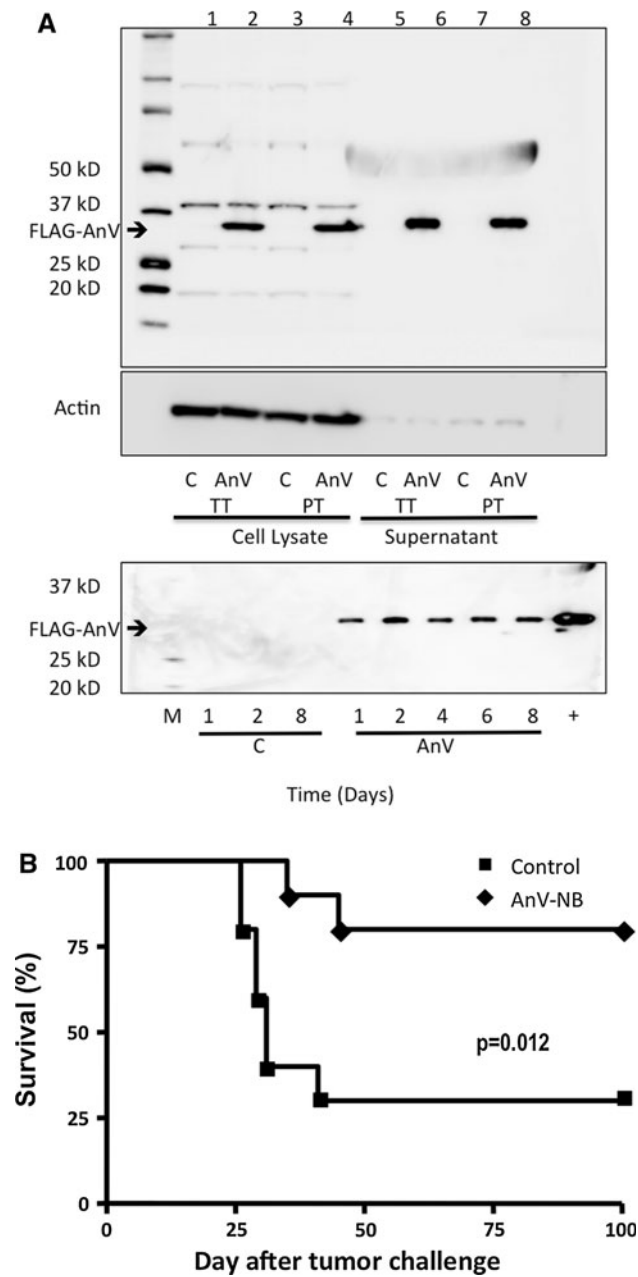 A
1 2 3 4 5 6 7 8
50 kD
37 kD
FLAG-AnV
25 kD
20 kD
Actin
C AnV C AnV C AnV C AnV
TT PT TT PT
Cell Lysate Supernatant
37 kD
FLAG-AnV
25 kD
20 kD
M 1 2 8 1 2 4 6 8 +
C AnV
Time (Days)
B
100
75
50
25
0
Survival (%)
Control
AnV-NB
p=0.012
0 25 50 75 100
Day after tumor challenge